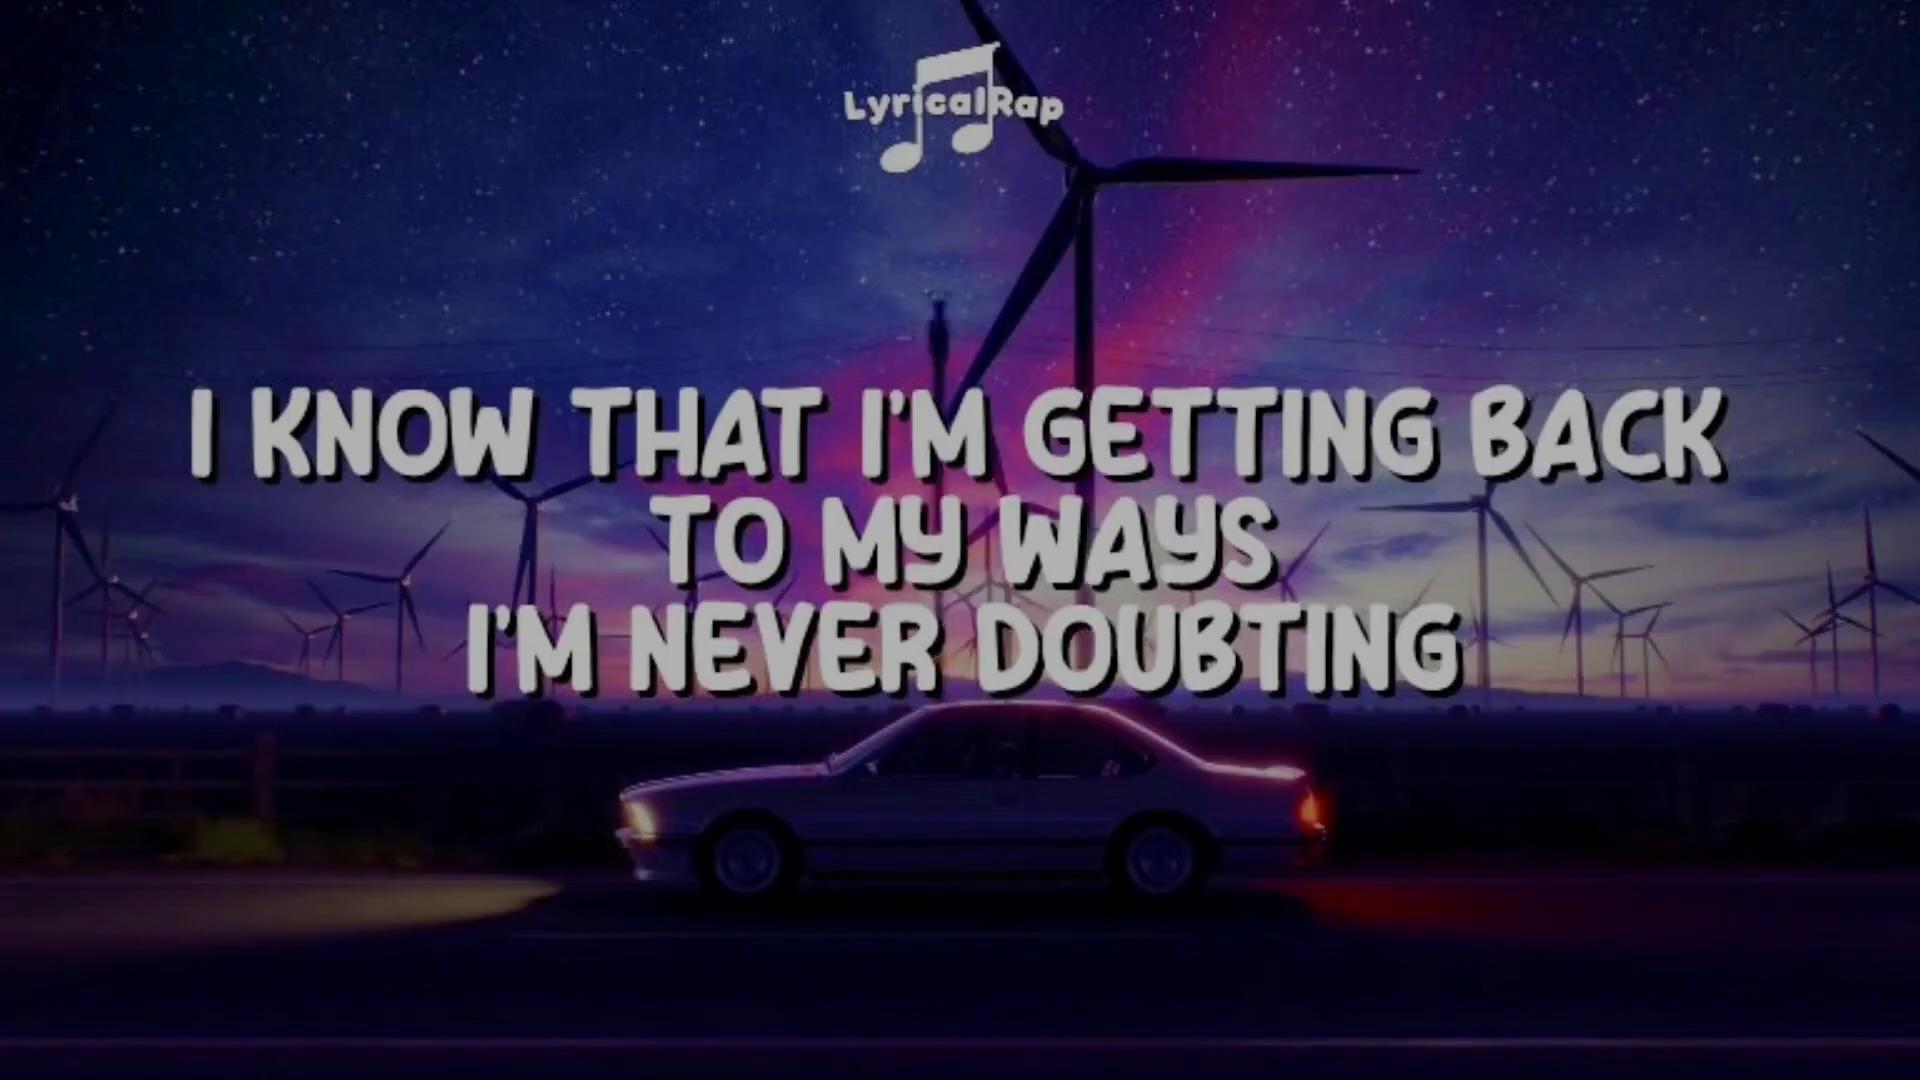 LyricalRap
I KNOW THAT I'M GETTING BACK
TO MY WAYS
I'M NEVER DOUBTING